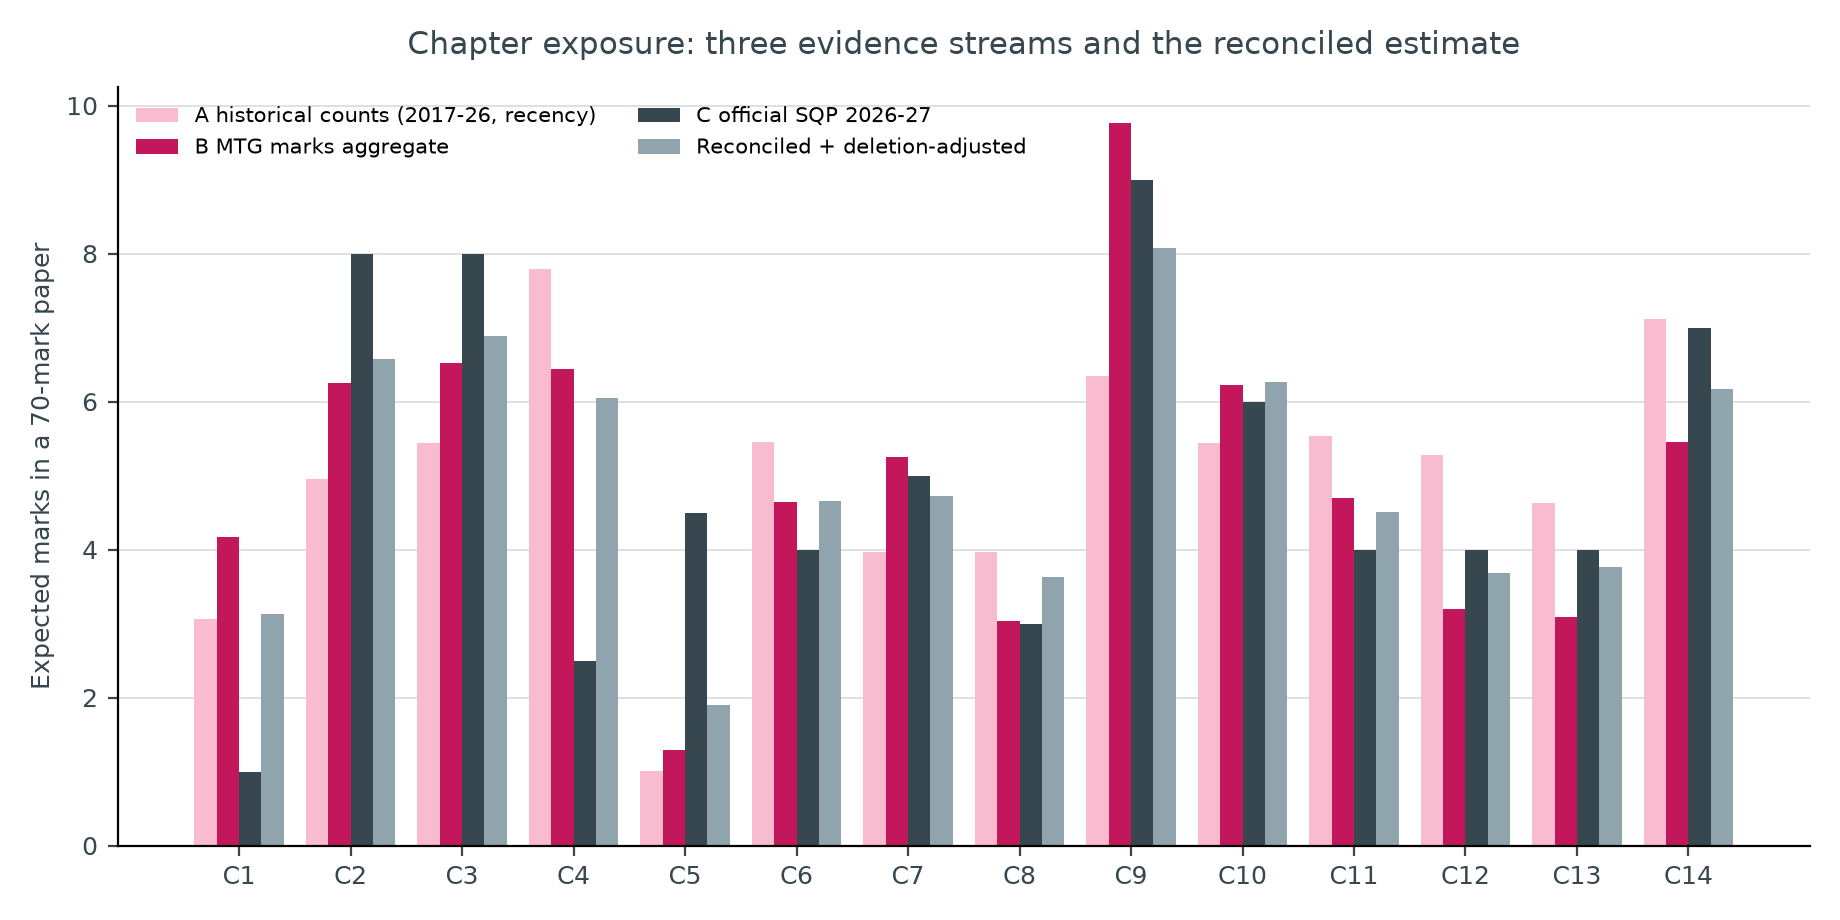 Chapter exposure: three evidence streams and the reconciled estimate
A historical counts (2017-26, recency)
B MTG marks aggregate
C official SQP 2026-27
Reconciled + deletion-adjusted
Expected marks in a 70-mark paper
10
8
6
4
2
0
C1 C2 C3 C4 C5 C6 C7 C8 C9 C10 C11 C12 C13 C14